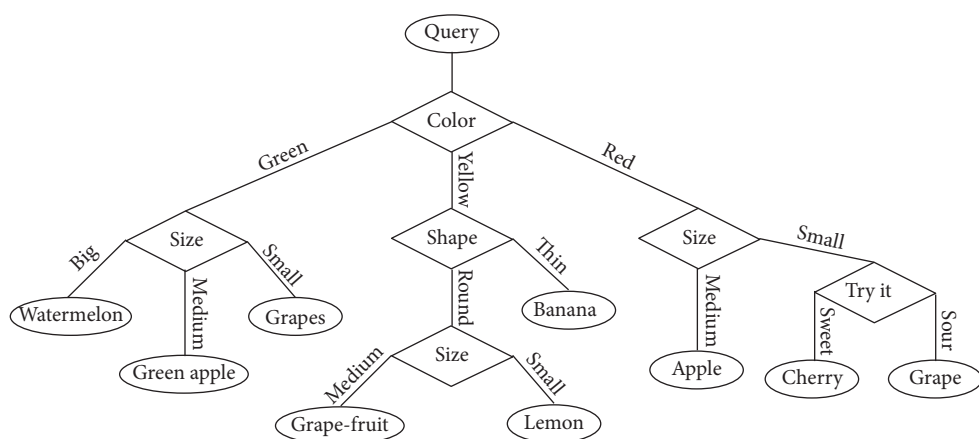 Query
Color
Green
Yellow
Red
Size
Shape
Size
Big
Medium
Small
Thin
Small
Watermelon
Grapes
Round
Banana
Medium
Try it
Green apple
Size
Sweet
Sour
Apple
Cherry
Grape
Medium
Small
Grape-fruit
Lemon